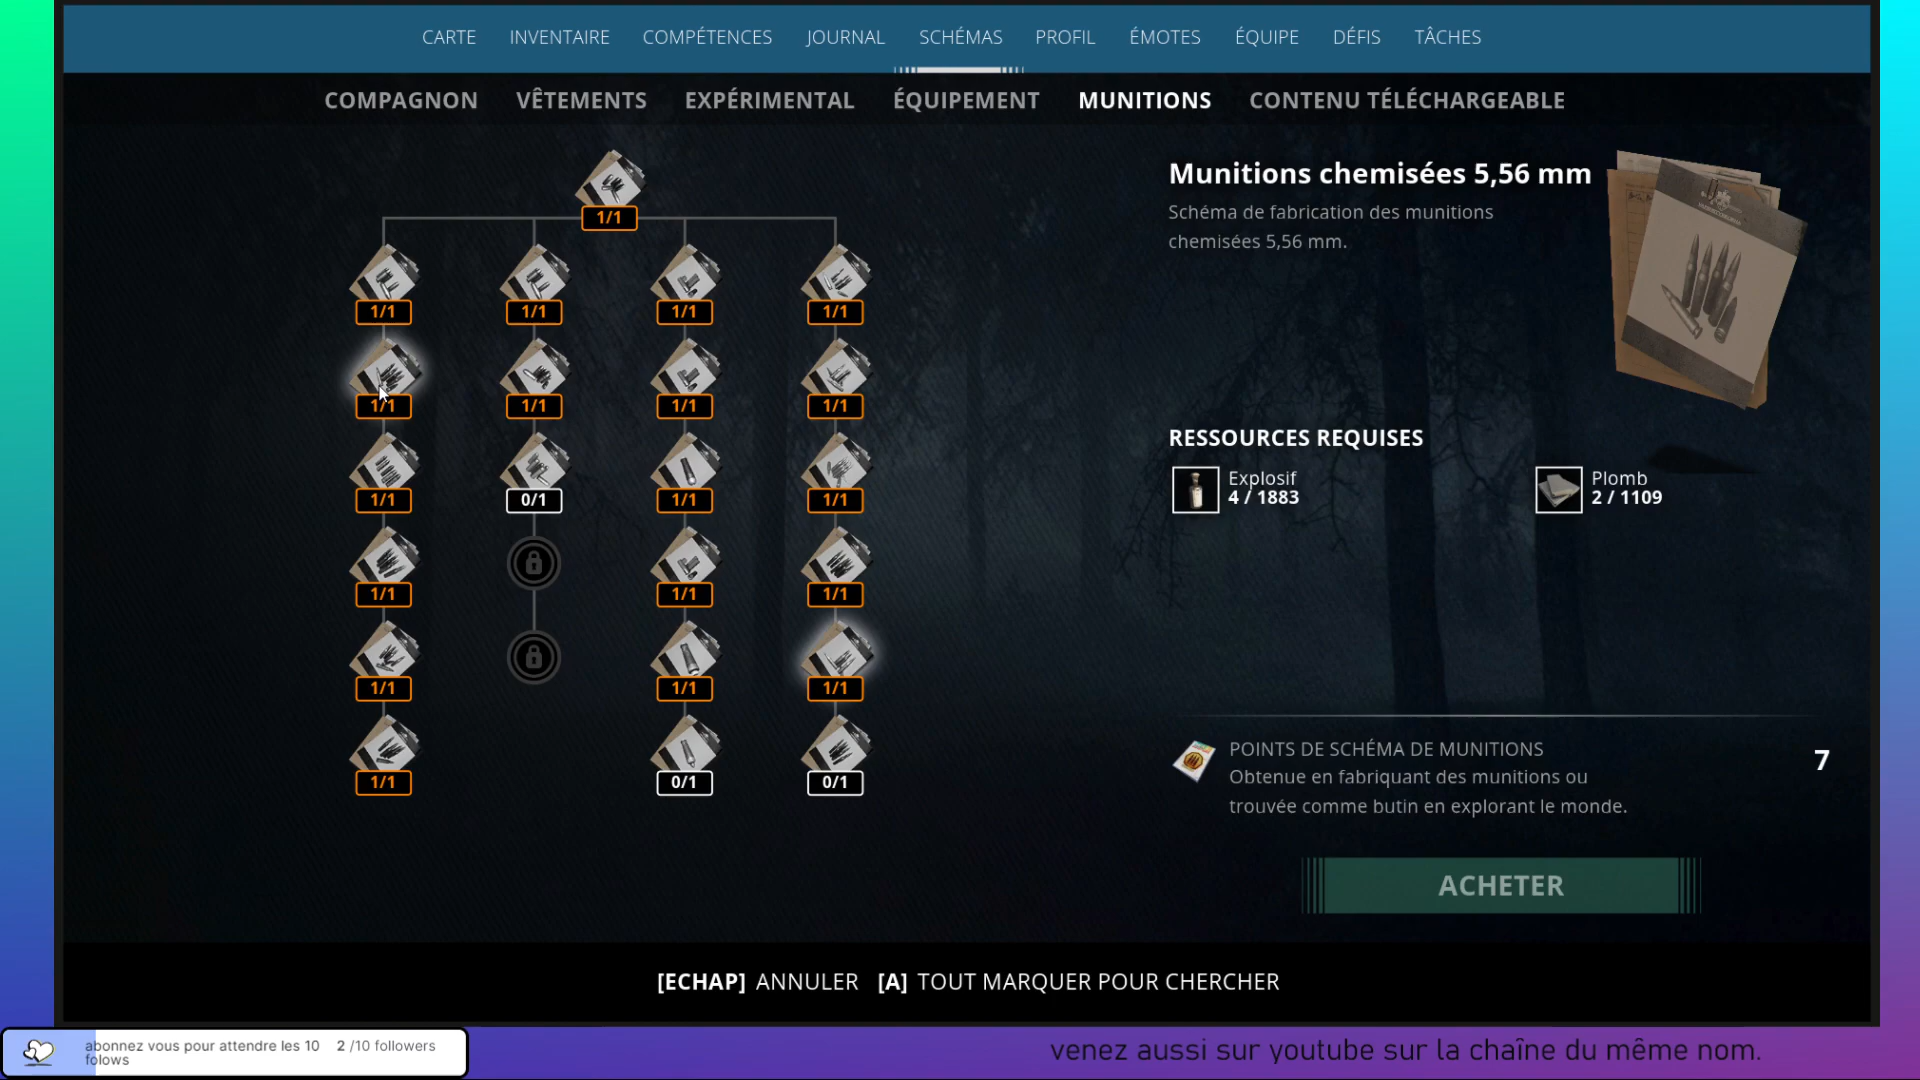 CARTE INVENTAIRE COMPÉTENCES JOURNAL SCHÉMAS PROFIL ÉMOTES ÉQUIPE DÉFIS TÂCHES
COMPAGNON VÊTEMENTS EXPÉRIMENTAL ÉQUIPEMENT MUNITIONS CONTENU TÉLÉCHARGEABLE
1/1
1/1 1/1 1/1 1/1
1/1 1/1 1/1 1/1
1/1 0/1 1/1 1/1
1/1 1/1 1/1
1/1 1/1 1/1
1/1 0/1 0/1
Munitions chemisées 5,56 mm
Schéma de fabrication des munitions
chemisées 5,56 mm.
RESSOURCES REQUISES
Explosif
4 / 1883
Plomb
2 / 1109
POINTS DE SCHÉMA DE MUNITIONS
Obtenue en fabriquant des munitions ou
trouvée comme butin en explorant le monde.
7
ACHETER
[ECHAP] ANNULER [A] TOUT MARQUER POUR CHERCHER
abonnez vous pour attendre les 10
folows
2 /10 followers
venez aussi sur youtube sur la chaîne du même nom.